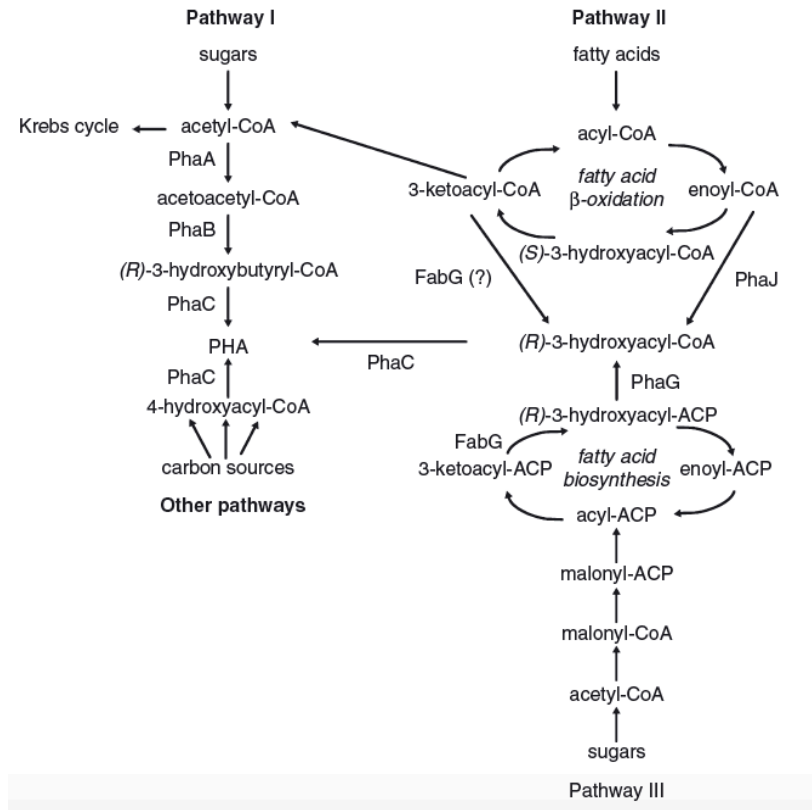 Pathway I
sugars
Krebs cycle
acetyl-CoA
PhaA
acetoacetyl-CoA
PhaB
(R)-3-hydroxybutyryl-CoA
PhaC
PHA
PhaC
4-hydroxyacyl-CoA
carbon sources
Other pathways
Pathway II
fatty acids
acyl-CoA
fatty acid
β-oxidation
3-ketoacyl-CoA
enoyl-CoA
(S)-3-hydroxyacyl-CoA
FabG (?)
PhaJ
(R)-3-hydroxyacyl-CoA
PhaC
PhaG
(R)-3-hydroxyacyl-ACP
FabG
3-ketoacyl-ACP
fatty acid
biosynthesis
enoyl-ACP
acyl-ACP
malonyl-ACP
malonyl-CoA
acetyl-CoA
sugars
Pathway III